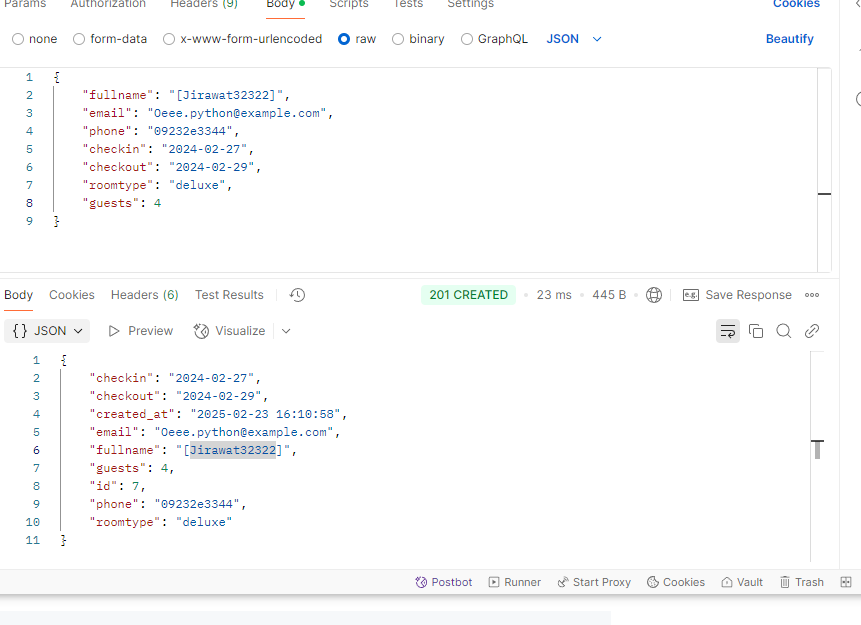 Params Authorization Headers (9) Body Scripts Tests Settings Cookies
none form-data x-www-form-urlencoded raw binary GraphQL JSON Beautify
1 {
2 "fullname": "[Jirawat32322]",
3 "email": "Oeee.python@example.com",
4 "phone": "09232e3344",
5 "checkin": "2024-02-27",
6 "checkout": "2024-02-29",
7 "roomtype": "deluxe",
8 "guests": 4
9 }
Body Cookies Headers (6) Test Results 201 CREATED 23 ms 445 B e.g. Save Response
{} JSON Preview Visualize
1 {
2 "checkin": "2024-02-27",
3 "checkout": "2024-02-29",
4 "created_at": "2025-02-23 16:10:58",
5 "email": "Oeee.python@example.com",
6 "fullname": "[Jirawat32322]",
7 "guests": 4,
8 "id": 7,
9 "phone": "09232e3344",
10 "roomtype": "deluxe"
11 }
Postbot Runner Start Proxy Cookies Vault Trash